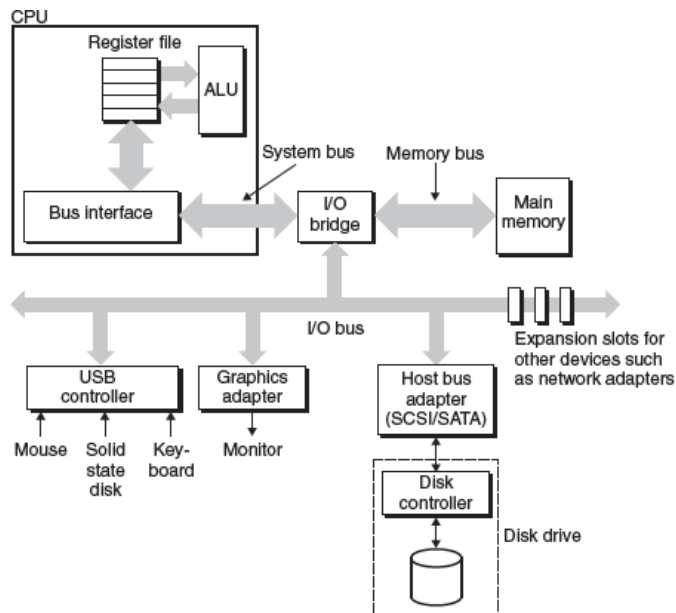 CPU
Register file
ALU
System bus
Memory bus
Bus interface
I/O
bridge
Main
memory
I/O bus
Expansion slots for
other devices such
as network adapters
USB
controller
Graphics
adapter
Host bus
adapter
(SCSI/SATA)
Mouse
Solid
state
disk
Key-
board
Monitor
Disk
controller
Disk drive